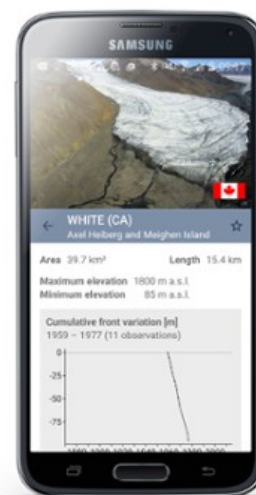 SAMSUNG
WHITE (CA)
Axel Heiberg and Meighen Island
Area 39.7 km² Length 15.4 km
Maximum elevation 1800 m a.s.l.
Minimum elevation 85 m a.s.l.
Cumulative front variation [m]
1959 – 1977 (11 observations)
0
-25
-50
-75